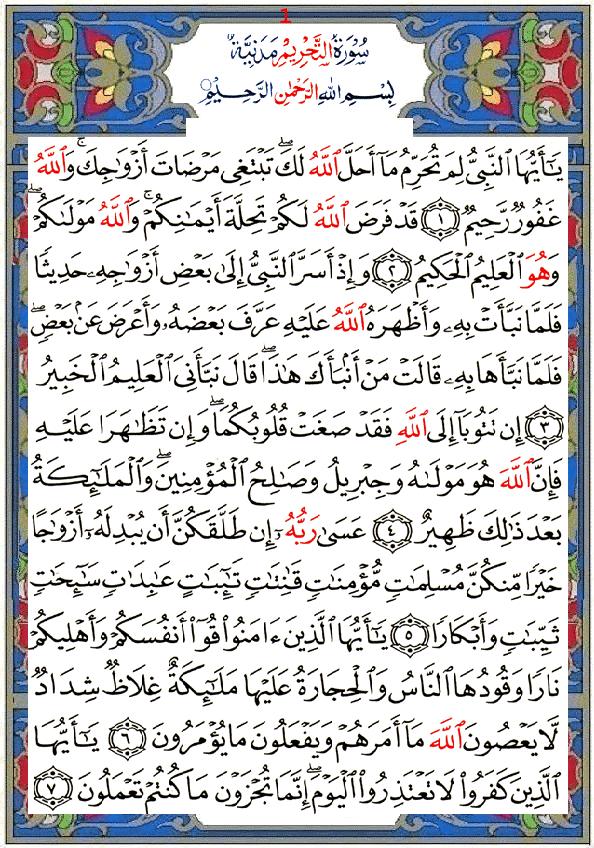 1
سُورَةُ التَّحْرِيمِ مَدَنِيَّةٌ
بِسْمِ اللهِ الرَّحْمٰنِ الرَّحِيمِ
يَٰٓأَيُّهَا ٱلنَّبِىُّ لِمَ تُحَرِّمُ مَآ أَحَلَّ ٱللَّهُ لَكَۖ تَبْتَغِى مَرْضَاتَ أَزْوَٰجِكَۚ وَٱللَّهُ
غَفُورٌ رَّحِيمٌ ﴿١﴾ قَدْ فَرَضَ ٱللَّهُ لَكُمْ تَحِلَّةَ أَيْمَٰنِكُمْۚ وَٱللَّهُ مَوْلَىٰكُمْۖ
وَهُوَ ٱلْعَلِيمُ ٱلْحَكِيمُ ﴿٢﴾ وَإِذْ أَسَرَّ ٱلنَّبِىُّ إِلَىٰ بَعْضِ أَزْوَٰجِهِۦ حَدِيثًا
فَلَمَّا نَبَّأَتْ بِهِۦ وَأَظْهَرَهُ ٱللَّهُ عَلَيْهِ عَرَّفَ بَعْضَهُۥ وَأَعْرَضَ عَنۢ بَعْضٍۖ
فَلَمَّا نَبَّأَهَا بِهِۦ قَالَتْ مَنْ أَنۢبَأَكَ هَٰذَاۖ قَالَ نَبَّأَنِىَ ٱلْعَلِيمُ ٱلْخَبِيرُ
﴿٣﴾ إِن تَتُوبَآ إِلَى ٱللَّهِ فَقَدْ صَغَتْ قُلُوبُكُمَاۖ وَإِن تَظَٰهَرَا عَلَيْهِ
فَإِنَّ ٱللَّهَ هُوَ مَوْلَىٰهُ وَجِبْرِيلُ وَصَٰلِحُ ٱلْمُؤْمِنِينَۖ وَٱلْمَلَٰٓئِكَةُ
بَعْدَ ذَٰلِكَ ظَهِيرٌ ﴿٤﴾ عَسَىٰ رَبُّهُۥٓ إِن طَلَّقَكُنَّ أَن يُبْدِلَهُۥٓ أَزْوَٰجًا
خَيْرًا مِّنكُنَّ مُسْلِمَٰتٍ مُّؤْمِنَٰتٍ قَٰنِتَٰتٍ تَٰٓئِبَٰتٍ عَٰبِدَٰتٍ سَٰٓئِحَٰتٍ
ثَيِّبَٰتٍ وَأَبْكَارًا ﴿٥﴾ يَٰٓأَيُّهَا ٱلَّذِينَ ءَامَنُوا۟ قُوٓا۟ أَنفُسَكُمْ وَأَهْلِيكُمْ
نَارًا وَقُودُهَا ٱلنَّاسُ وَٱلْحِجَارَةُ عَلَيْهَا مَلَٰٓئِكَةٌ غِلَاظٌ شِدَادٌ
لَّا يَعْصُونَ ٱللَّهَ مَآ أَمَرَهُمْ وَيَفْعَلُونَ مَا يُؤْمَرُونَ ﴿٦﴾ يَٰٓأَيُّهَا
ٱلَّذِينَ كَفَرُوا۟ لَا تَعْتَذِرُوا۟ ٱلْيَوْمَۖ إِنَّمَا تُجْزَوْنَ مَا كُنتُمْ تَعْمَلُونَ ﴿٧﴾